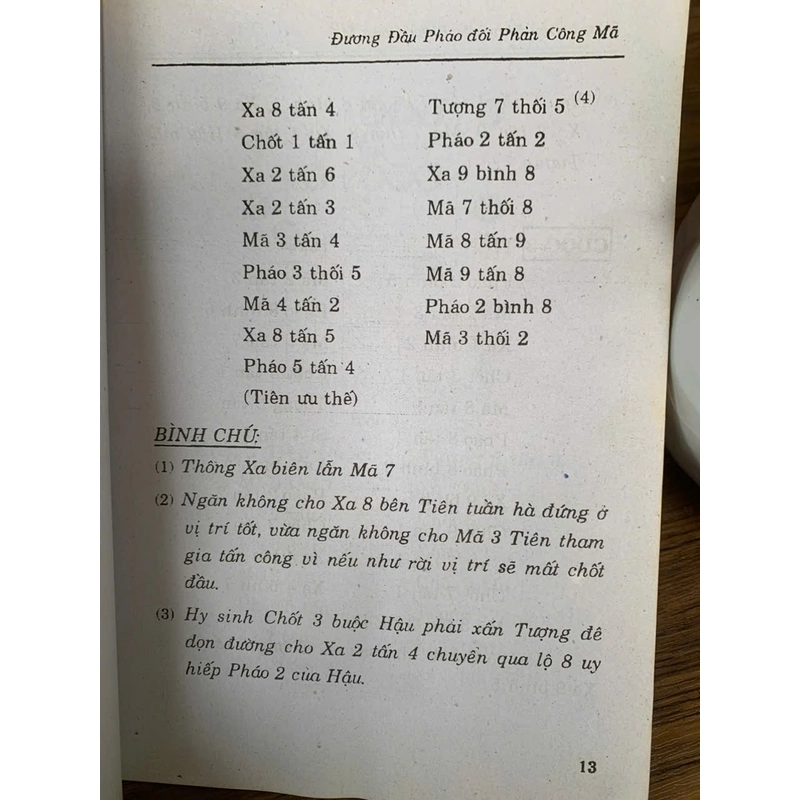 Đương Đầu Pháo đối Phản Công Mã
Xa 8 tấn 4 Tượng 7 thối 5 (4)
Chốt 1 tấn 1 Pháo 2 tấn 2
Xa 2 tấn 6 Xa 9 bình 8
Xa 2 tấn 3 Mã 7 thối 8
Mã 3 tấn 4 Mã 8 tấn 9
Pháo 3 thối 5 Mã 9 tấn 8
Mã 4 tấn 2 Pháo 2 bình 8
Xa 8 tấn 5 Mã 3 thối 2
Pháo 5 tấn 4
(Tiên ưu thế)
BÌNH CHÚ:
(1) Thông Xa biên lẫn Mã 7
(2) Ngăn không cho Xa 8 bên Tiên tuần hà đứng ở
vị trí tốt, vừa ngăn không cho Mã 3 Tiên tham
gia tấn công vì nếu như rời vị trí sẽ mất chốt
đầu.
(3) Hy sinh Chốt 3 buộc Hậu phải xấn Tượng đê
dọn đường cho Xa 2 tấn 4 chuyển qua lộ 8 uy
hiếp Pháo 2 của Hậu.
13